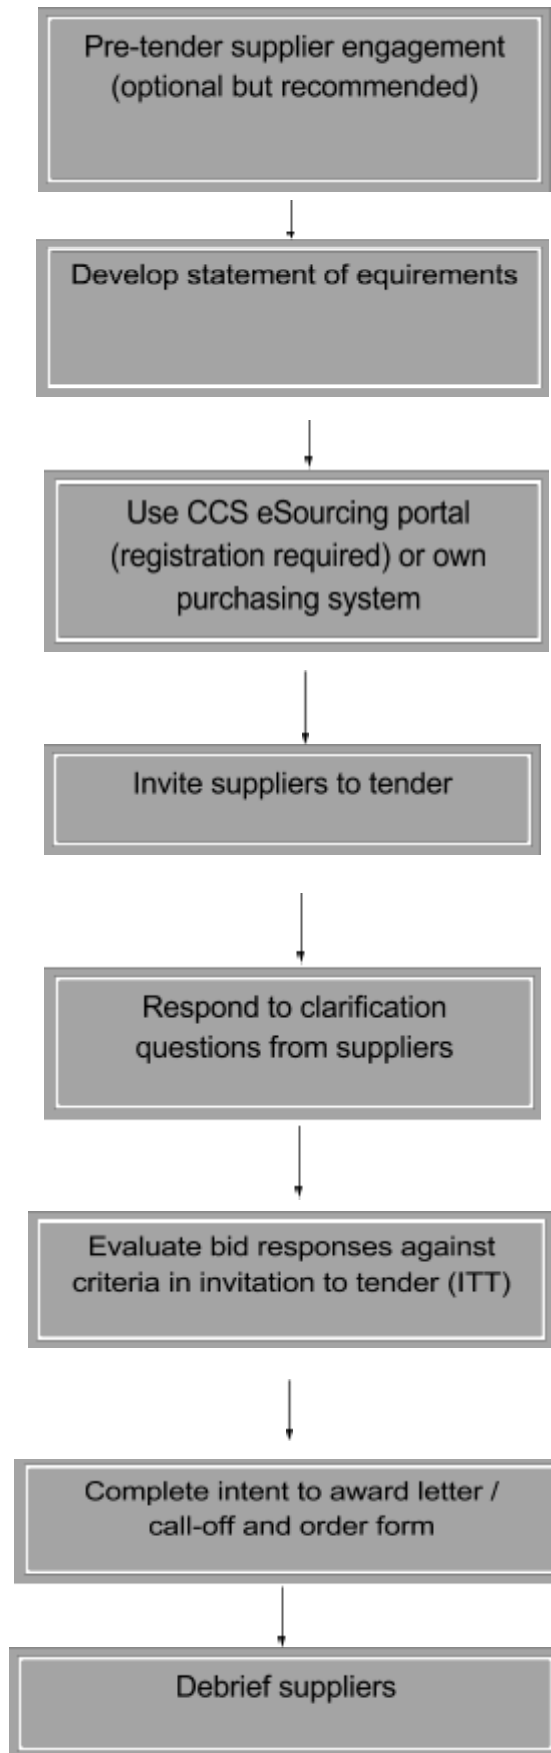 Pre-tender supplier engagement
(optional but recommended)
Develop statement of equirements
Use CCS eSourcing portal
(registration required) or own
purchasing system
Invite suppliers to tender
Respond to clarification
questions from suppliers
Evaluate bid responses against
criteria in invitation to tender (ITT)
Complete intent to award letter /
call-off and order form
Debrief suppliers